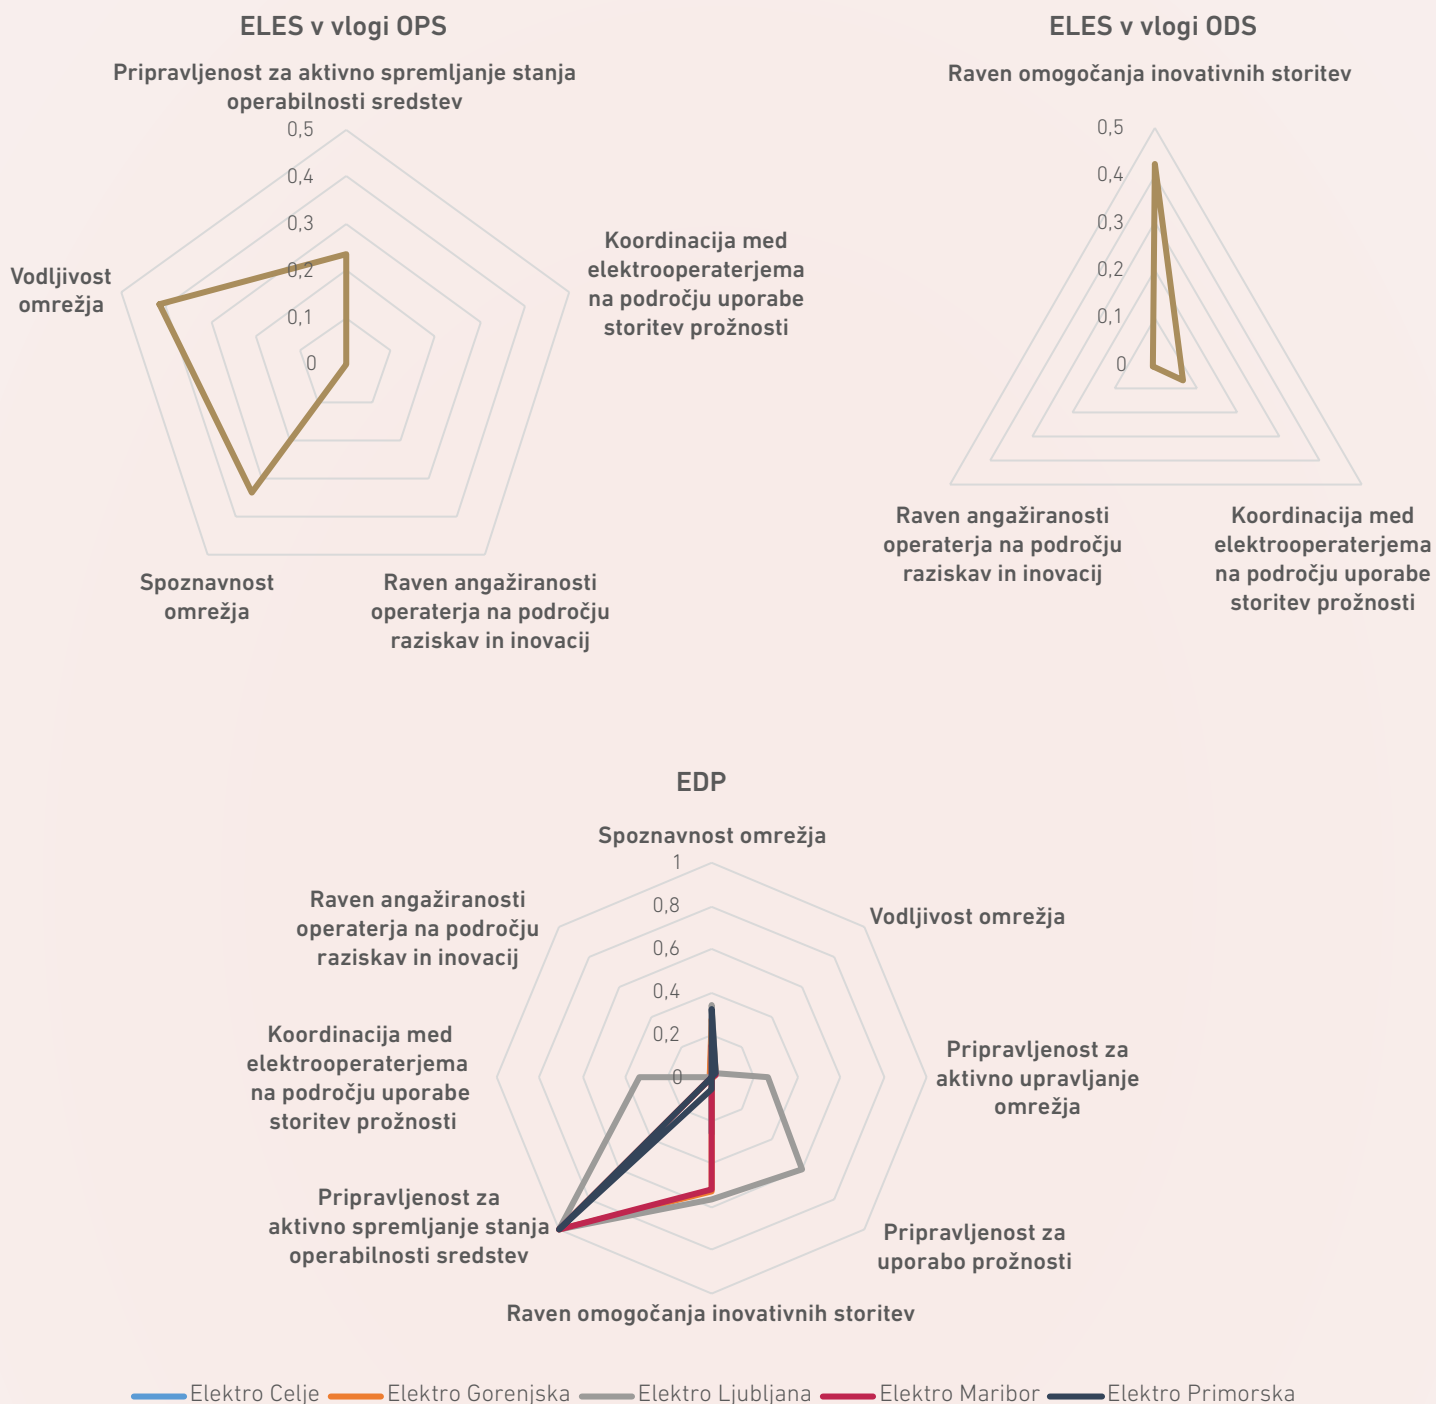 ELES v vlogi OPS
Pripravljenost za aktivno spremljanje stanja
operabilnosti sredstev
0,5
0,4
0,3
0,2
0,1
0
Koordinacija med
elektrooperaterjema
na področju uporabe
storitev prožnosti
Vodljivost
omrežja
Spoznavnost
omrežja
Raven angažiranosti
operaterja na področju
raziskav in inovacij
ELES v vlogi ODS
Raven omogočanja inovativnih storitev
0,5
0,4
0,3
0,2
0,1
0
Raven angažiranosti
operaterja na področju
raziskav in inovacij
Koordinacija med
elektrooperaterjema
na področju uporabe
storitev prožnosti
EDP
Spoznavnost omrežja
1
0,8
0,6
0,4
0,2
0
Raven angažiranosti
operaterja na področju
raziskav in inovacij
Vodljivost omrežja
Koordinacija med
elektrooperaterjema
na področju uporabe
storitev prožnosti
Pripravljenost za
aktivno upravljanje
omrežja
Pripravljenost za
aktivno spremljanje stanja
operabilnosti sredstev
Pripravljenost za
uporabo prožnosti
Raven omogočanja inovativnih storitev
Elektro Celje Elektro Gorenjska Elektro Ljubljana Elektro Maribor Elektro Primorska